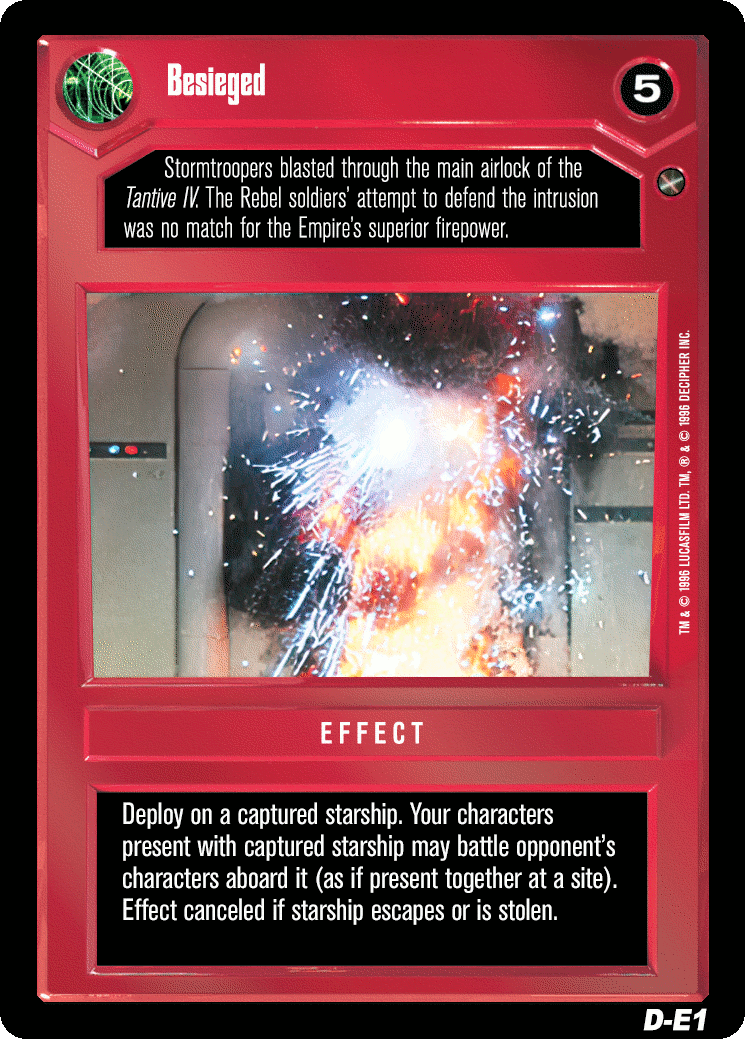 Besieged
5
Stormtroopers blasted through the main airlock of the
Tantive IV. The Rebel soldiers' attempt to defend the intrusion
was no match for the Empire's superior firepower.
TM & © 1996 LUCASFILM LTD. TM, ® & © 1996 DECIPHER INC.
EFFECT
Deploy on a captured starship. Your characters
present with captured starship may battle opponent's
characters aboard it (as if present together at a site).
Effect canceled if starship escapes or is stolen.
D-E1